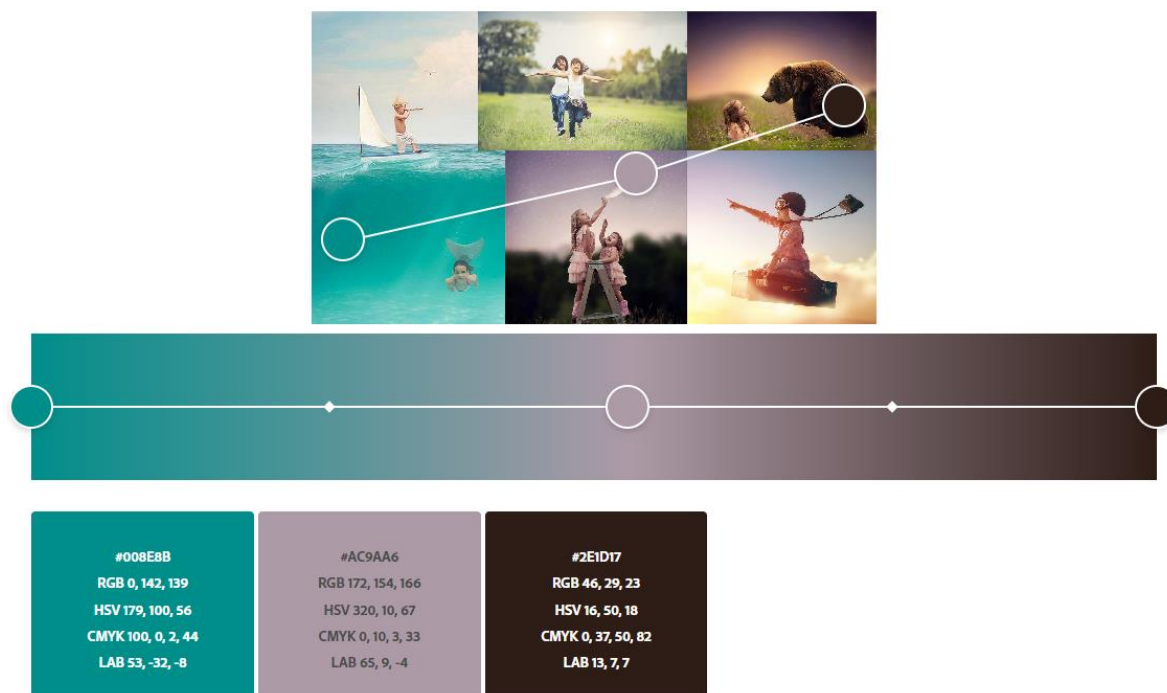 #008E8B
RGB 0, 142, 139
HSV 179, 100, 56
CMYK 100, 0, 2, 44
LAB 53, -32, -8
#AC9AA6
RGB 172, 154, 166
HSV 320, 10, 67
CMYK 0, 10, 3, 33
LAB 65, 9, -4
#2E1D17
RGB 46, 29, 23
HSV 16, 50, 18
CMYK 0, 37, 50, 82
LAB 13, 7, 7